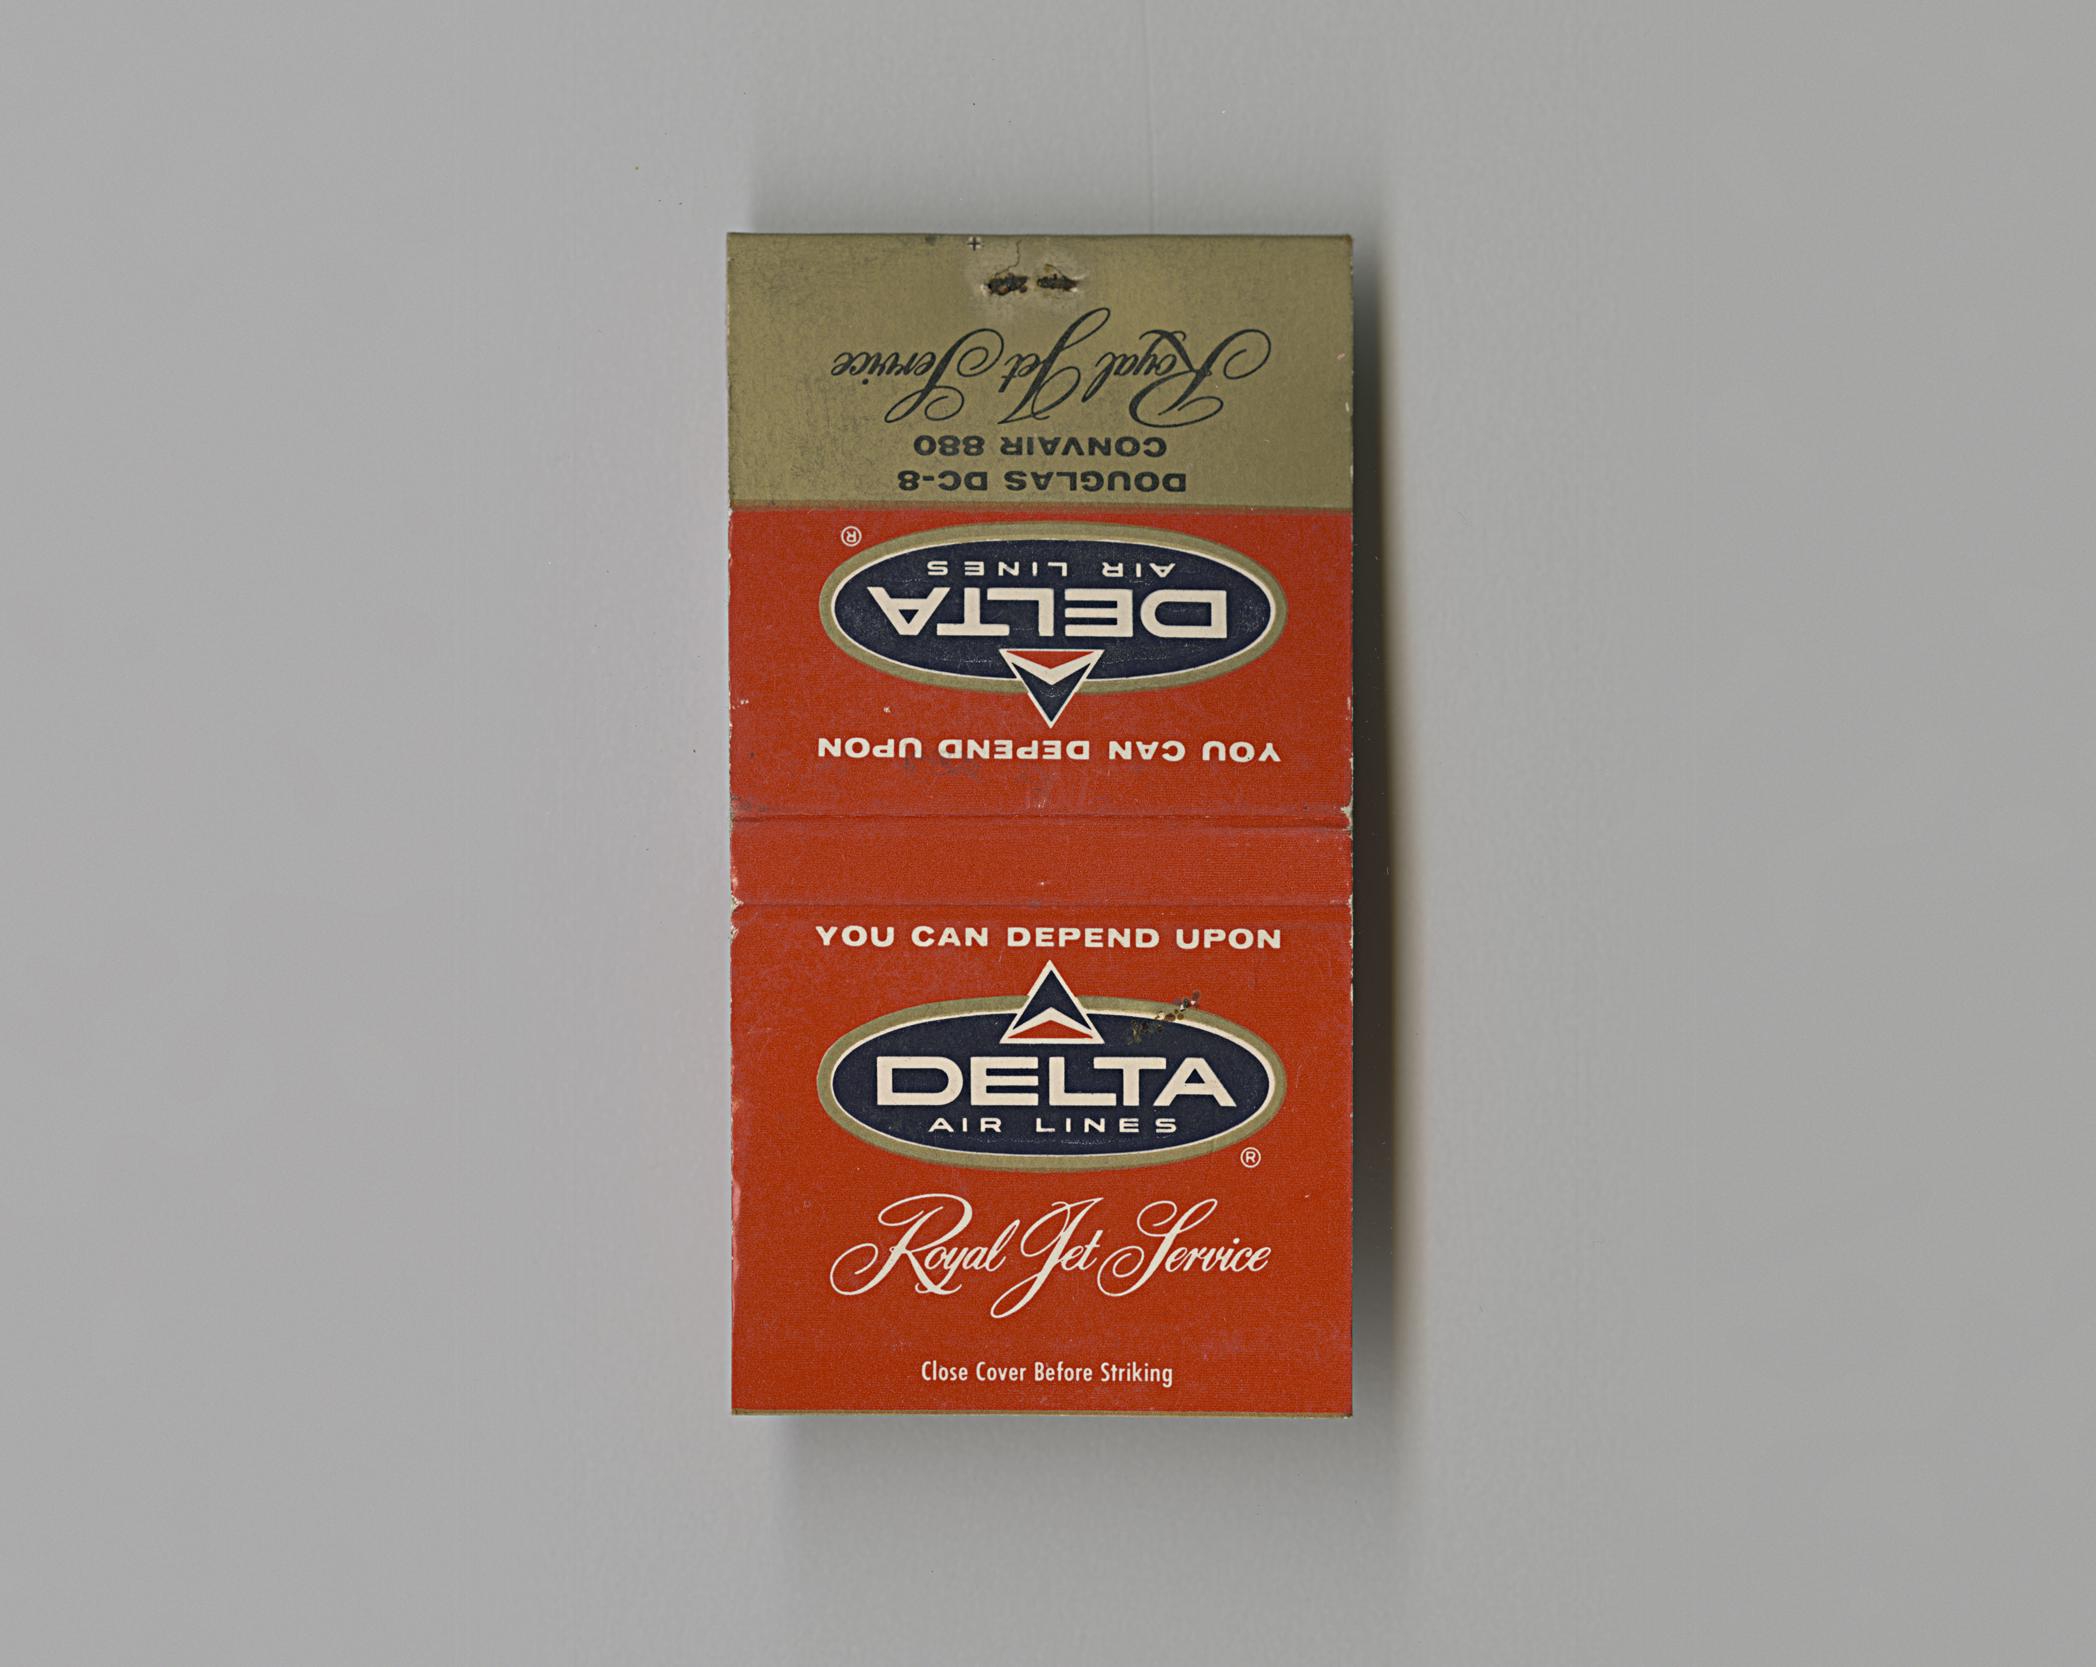 Royal Jet Service
CONVAIR 880
DOUGLAS DC-8
®
AIR LINES
DELTA
YOU CAN DEPEND UPON
YOU CAN DEPEND UPON
DELTA
AIR LINES
®
Royal Jet Service
Close Cover Before Striking